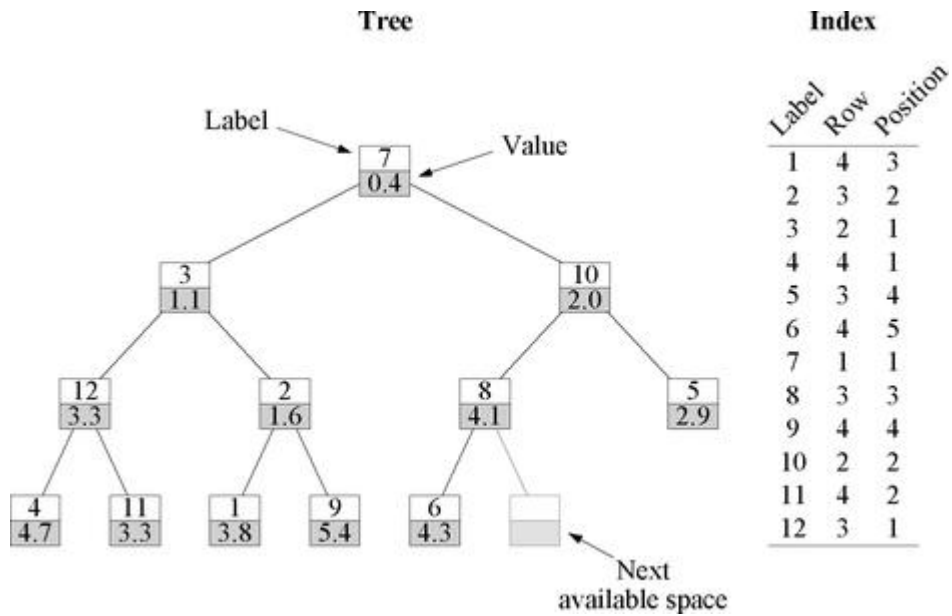 Tree
Label
Value
7
0.4
3
1.1
10
2.0
12
3.3
2
1.6
8
4.1
5
2.9
4
4.7
11
3.3
1
3.8
9
5.4
6
4.3
Next
available space
Index
Label Row Position
1 4 3
2 3 2
3 2 1
4 4 1
5 3 4
6 4 5
7 1 1
8 3 3
9 4 4
10 2 2
11 4 2
12 3 1